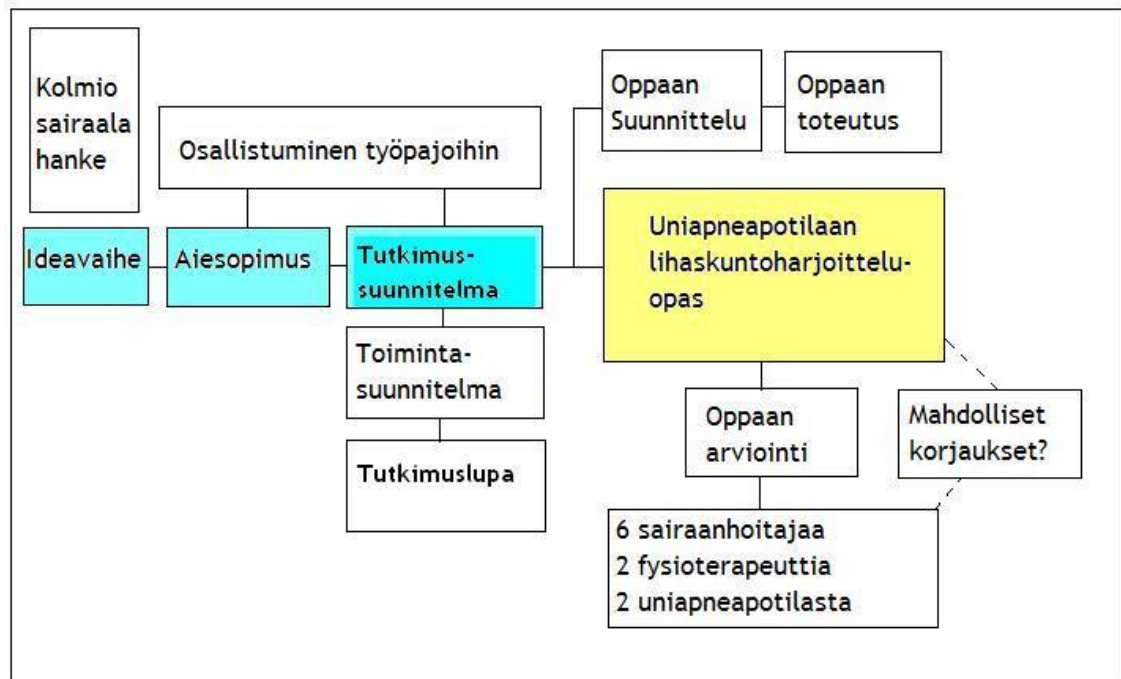 Kolmio
sairaala
hanke
Osallistuminen työpajoihin
Oppaan
Suunnittelu
Oppaan
toteutus
Ideavaihe
Aiesopimus
Tutkimus-
suunnitelma
Uniapneapotilaan
lihaskuntoharjoittelu-
opas
Toiminta-
suunnitelma
Tutkimuslupa
Oppaan
arviointi
Mahdolliset
korjaukset?
6 sairaanhoitajaa
2 fysioterapeuttia
2 uniapneapotilasta